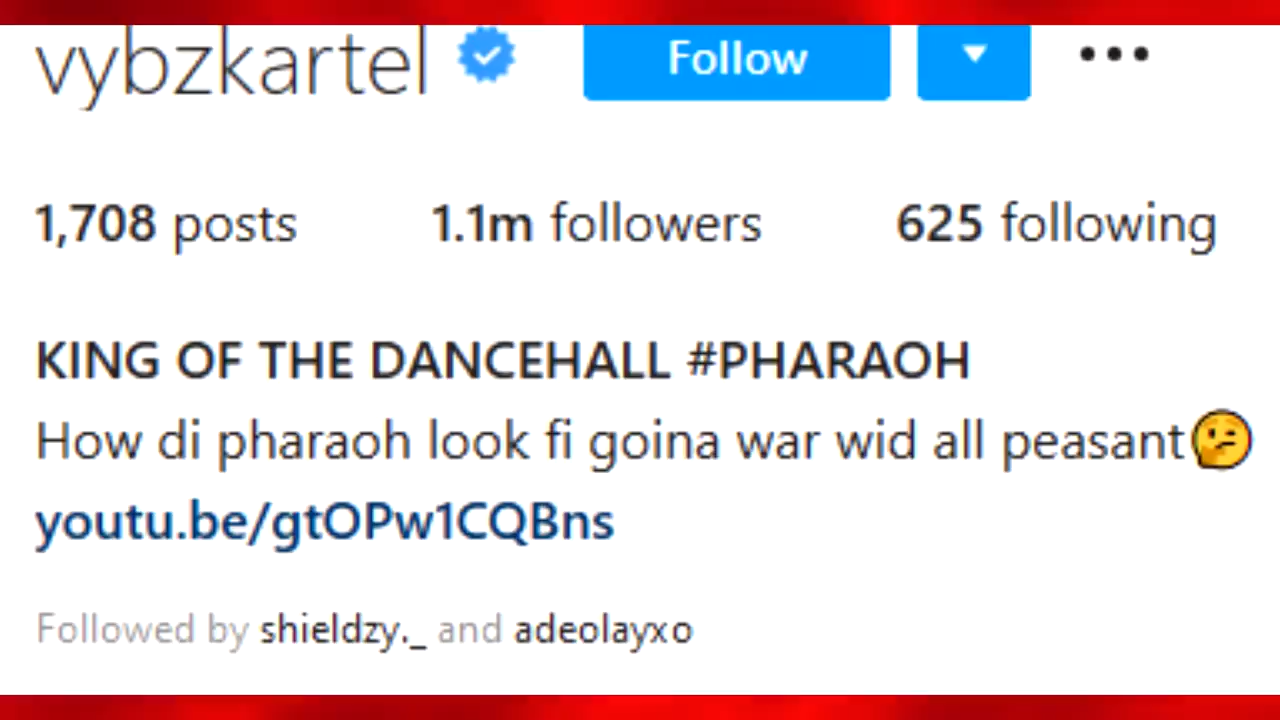 vybzkartel Follow
1,708 posts 1.1m followers 625 following
KING OF THE DANCEHALL #PHARAOH
How di pharaoh look fi goina war wid all peasant🤔
youtu.be/gtOPw1CQBns
Followed by shieldzy._ and adeolayxo